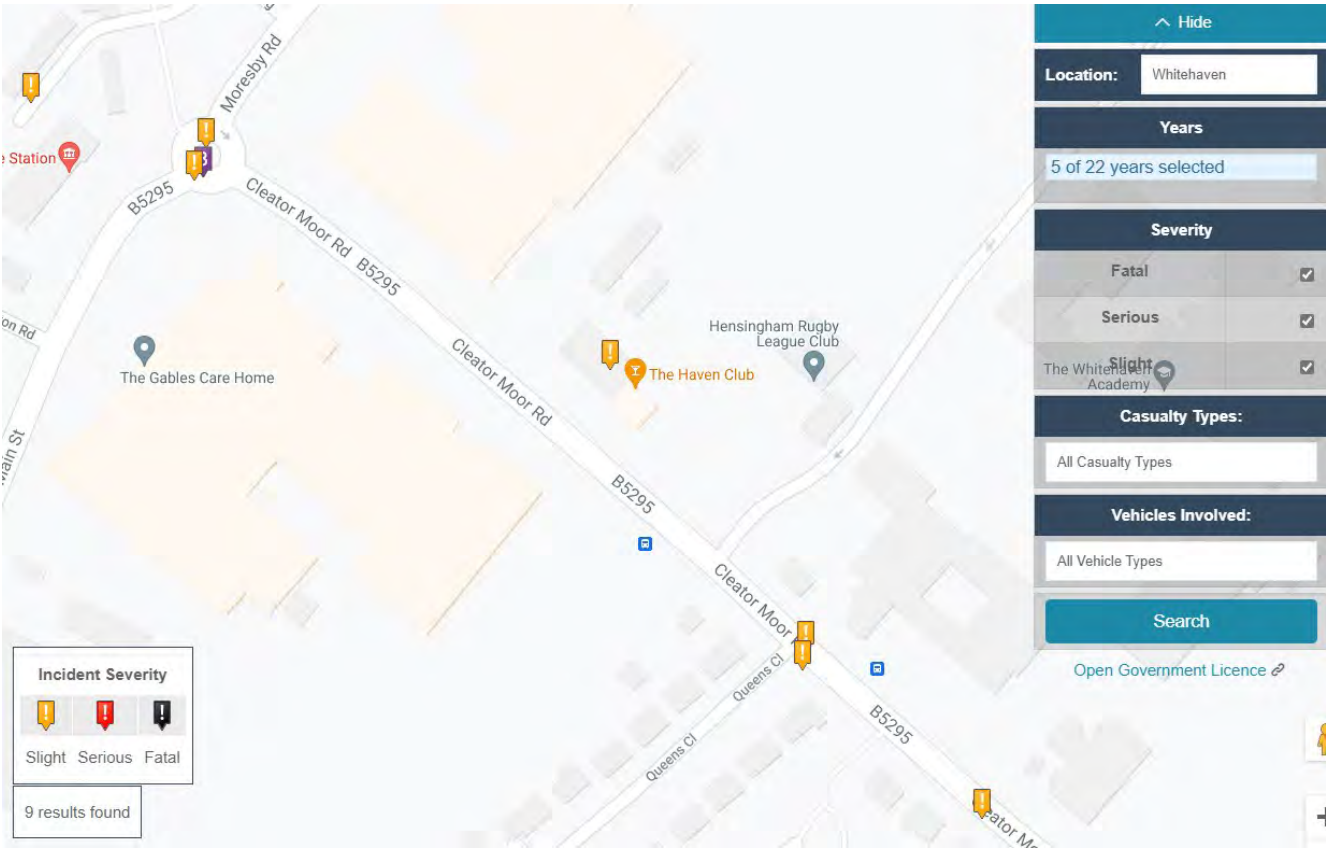 Moresby Rd
Station
B5295
Cleator Moor Rd
B5295
on Rd
The Gables Care Home
Main St
Cleator Moor Rd
Hensingham Rugby
League Club
The Haven Club
B5295
Cleator Moor
Queens Cl
Queens Cl
B5295
Cleator Mo
Incident Severity
Slight Serious Fatal
9 results found
Hide
Location: Whitehaven
Years
5 of 22 years selected
Severity
Fatal
Serious
Slight
The Whitehaven
Academy
Casualty Types:
All Casualty Types
Vehicles Involved:
All Vehicle Types
Search
Open Government Licence